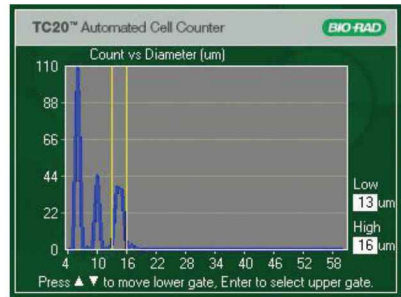 TC20™ Automated Cell Counter
BIO-RAD
Count vs Diameter (um)
110
88
66
44
22
0
4 10 16 22 28 34 40 46 52 58
Low
13 um
High
16 um
Press ▲ ▼ to move lower gate, Enter to select upper gate.